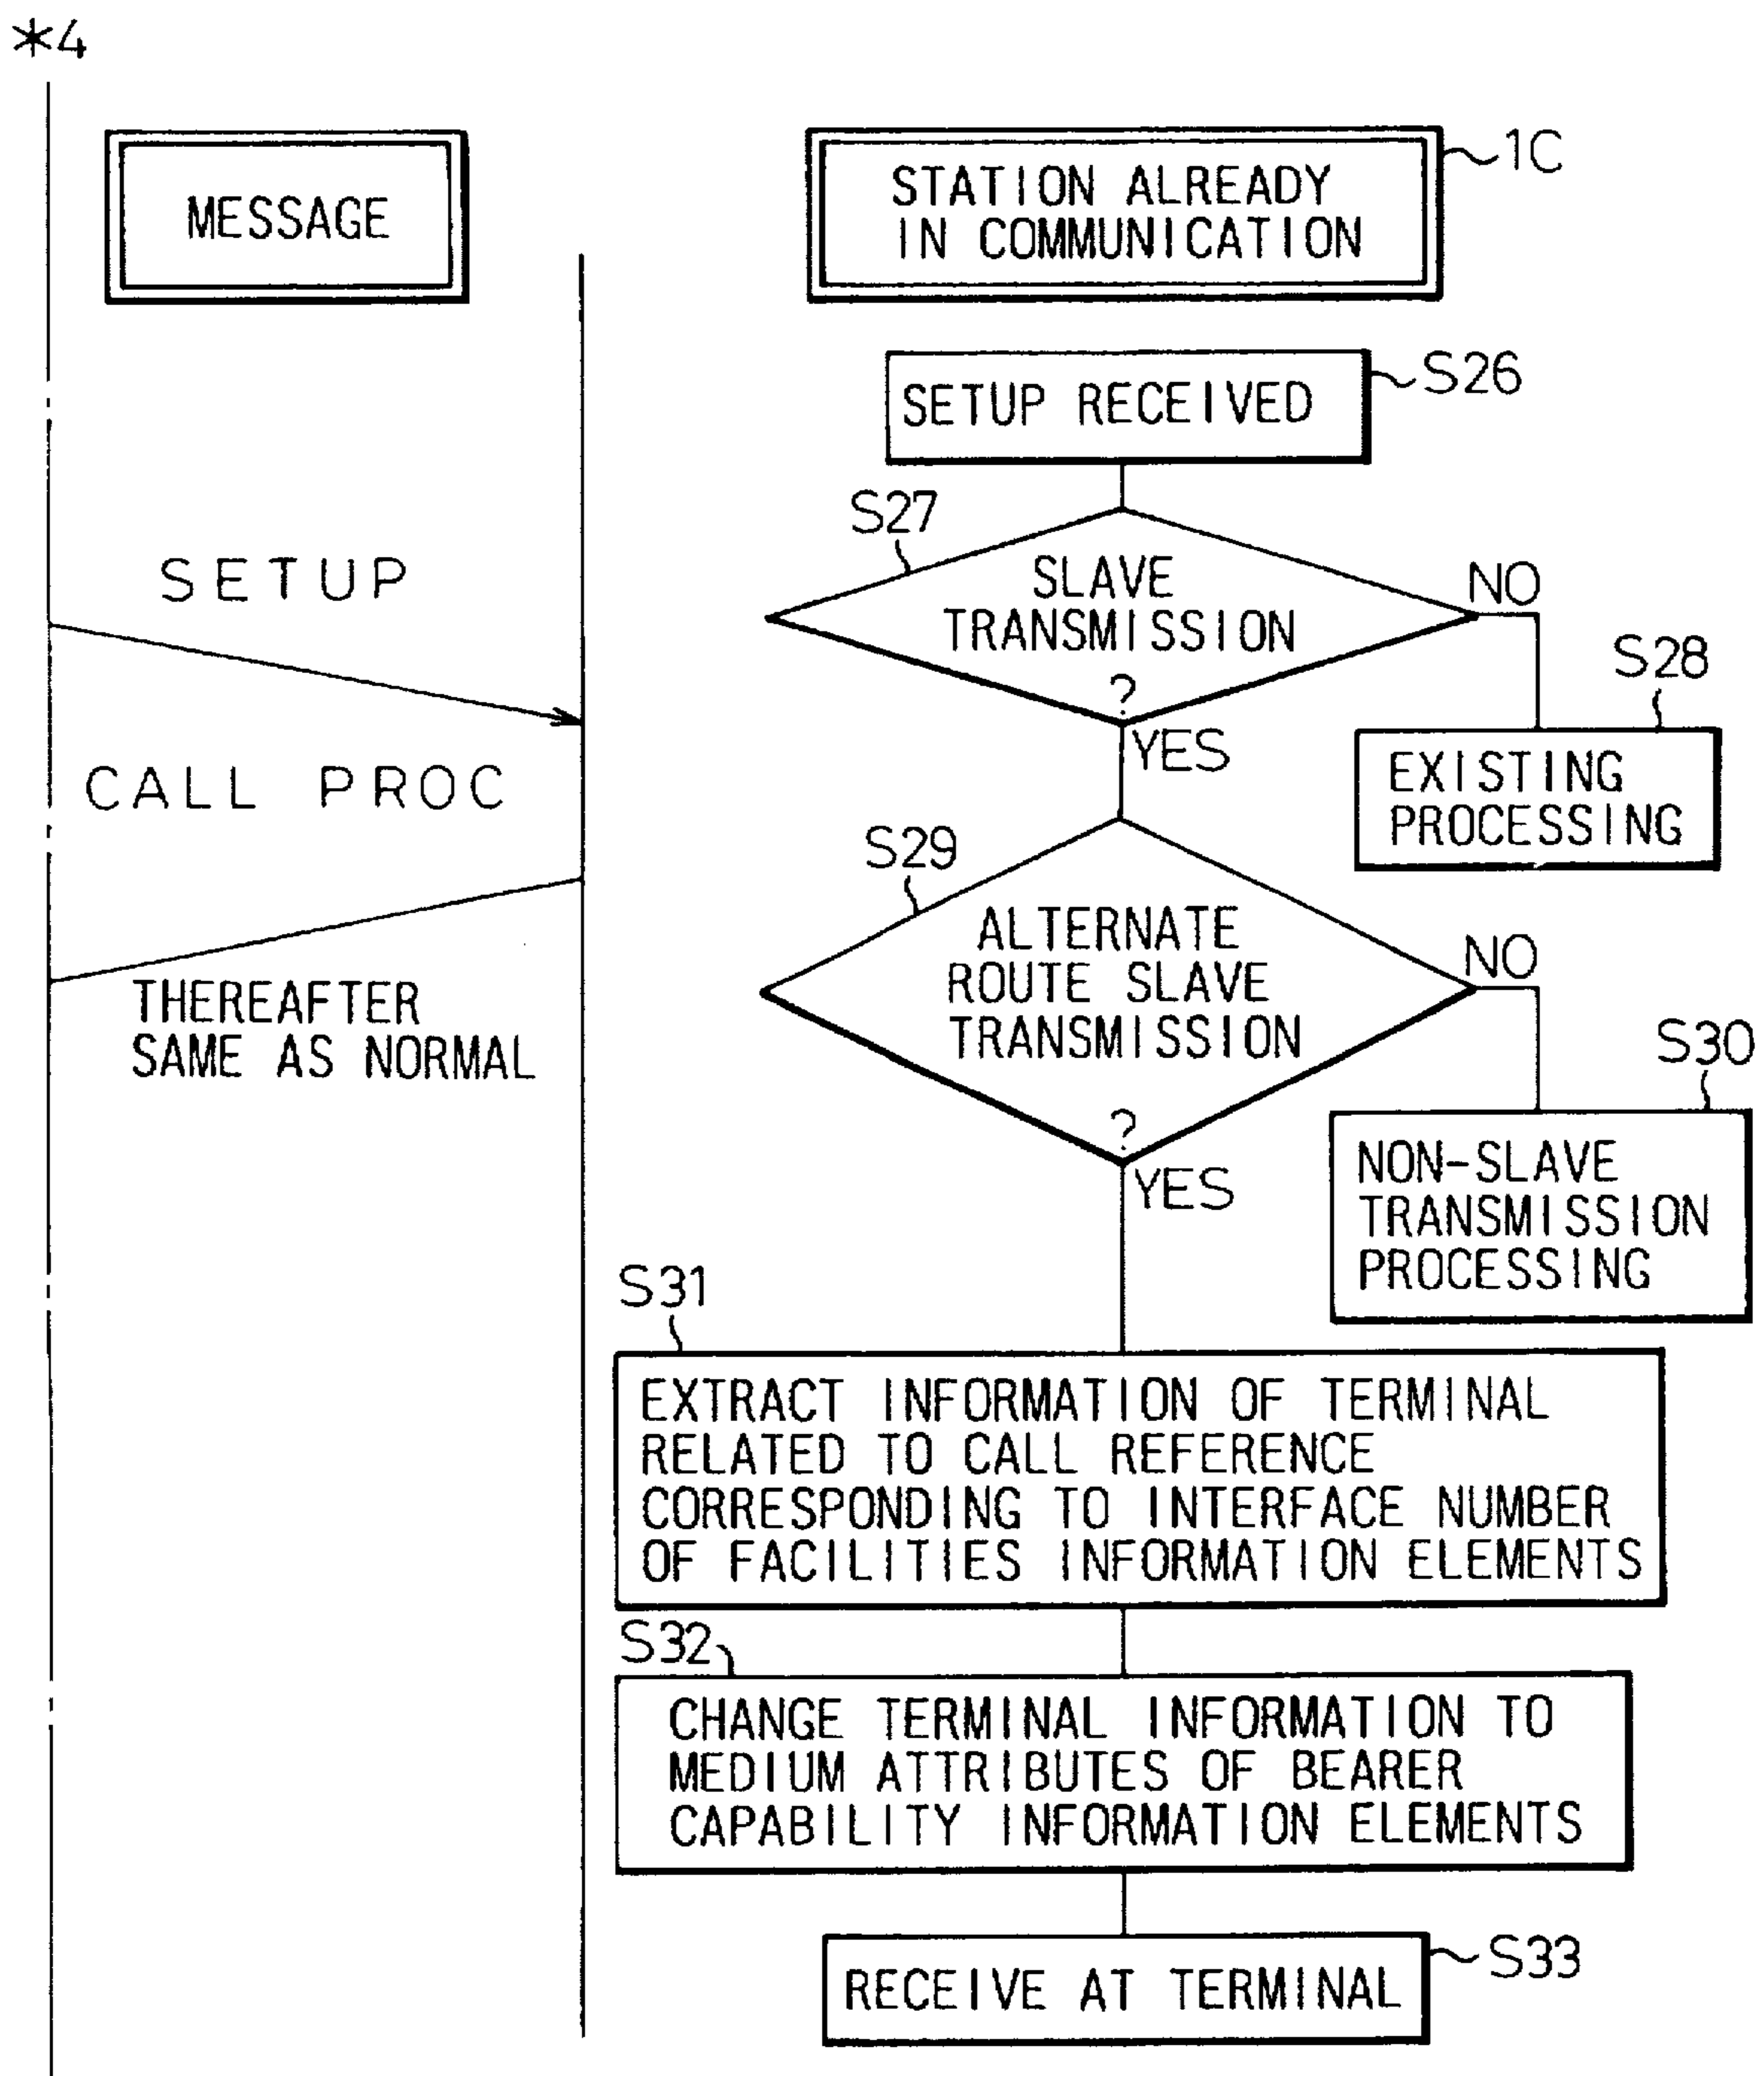 *4
MESSAGE
STATION ALREADY
IN COMMUNICATION
1C
SETUP RECEIVED
S26
S27
SLAVE
TRANSMISSION
?
NO
YES
S28
EXISTING
PROCESSING
SETUP
CALL PROC
THEREAFTER
SAME AS NORMAL
S29
ALTERNATE
ROUTE SLAVE
TRANSMISSION
?
NO
YES
S30
NON-SLAVE
TRANSMISSION
PROCESSING
S31
EXTRACT INFORMATION OF TERMINAL
RELATED TO CALL REFERENCE
CORRESPONDING TO INTERFACE NUMBER
OF FACILITIES INFORMATION ELEMENTS
S32
CHANGE TERMINAL INFORMATION TO
MEDIUM ATTRIBUTES OF BEARER
CAPABILITY INFORMATION ELEMENTS
RECEIVE AT TERMINAL
S33